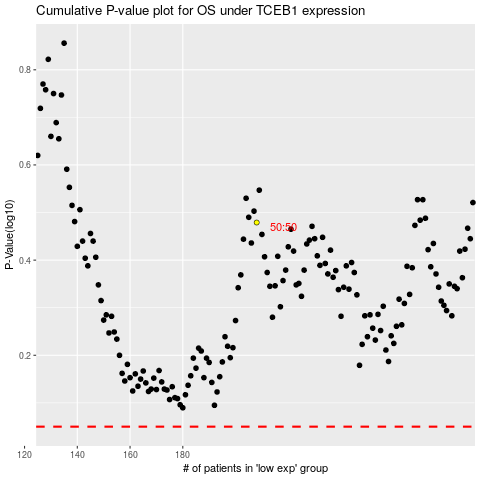 Cumulative P-value plot for OS under TCEB1 expression
P-Value(log10)
0.8
0.6
0.4
0.2
50:50
120 140 160 180
# of patients in 'low exp' group